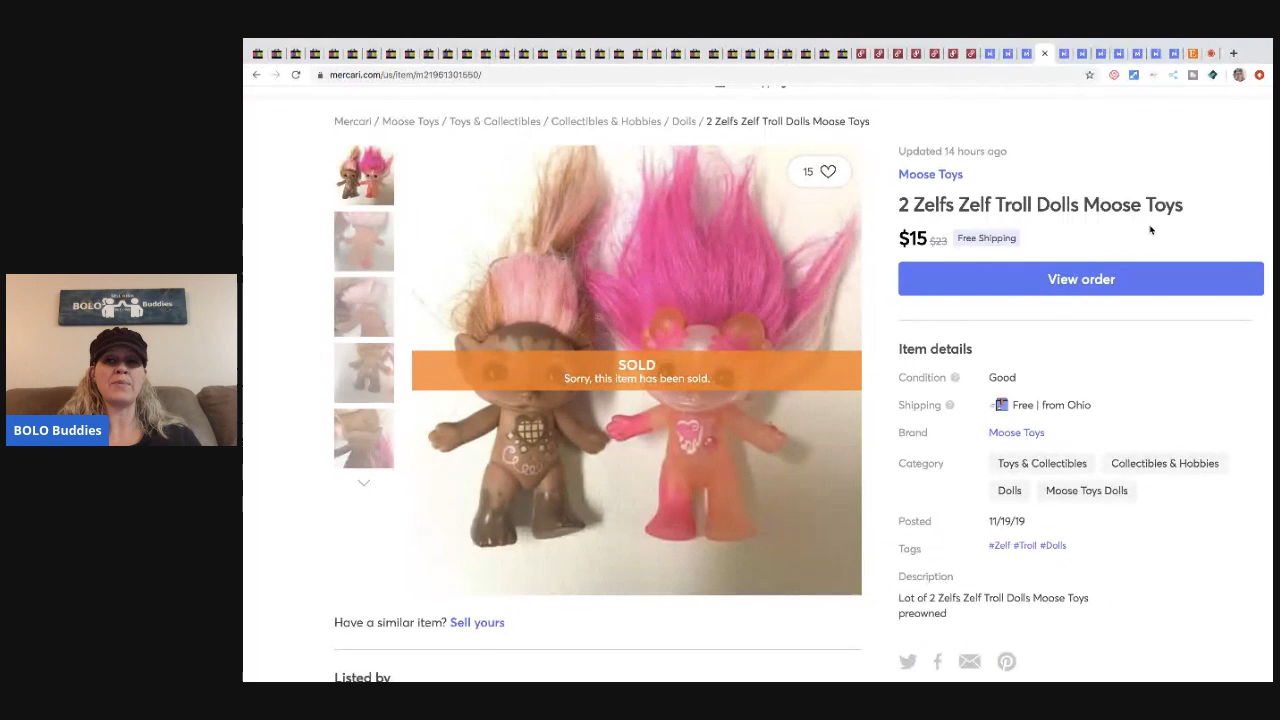 mercari.com/us/item/m21961301550/
Mercari / Moose Toys / Toys & Collectibles / Collectibles & Hobbies / Dolls / 2 Zelfs Zelf Troll Dolls Moose Toys
15
SOLD
Sorry, this item has been sold.
Have a similar item? Sell yours
Listed by
Updated 14 hours ago
Moose Toys
2 Zelfs Zelf Troll Dolls Moose Toys
$15 $23 Free Shipping
View order
Item details
Condition Good
Shipping Free | from Ohio
Brand Moose Toys
Category Toys & Collectibles Collectibles & Hobbies
Dolls Moose Toys Dolls
Posted 11/19/19
Tags #Zelf #Troll #Dolls
Description
Lot of 2 Zelfs Zelf Troll Dolls Moose Toys
preowned
BOLO Buddies
BOLO Buddies